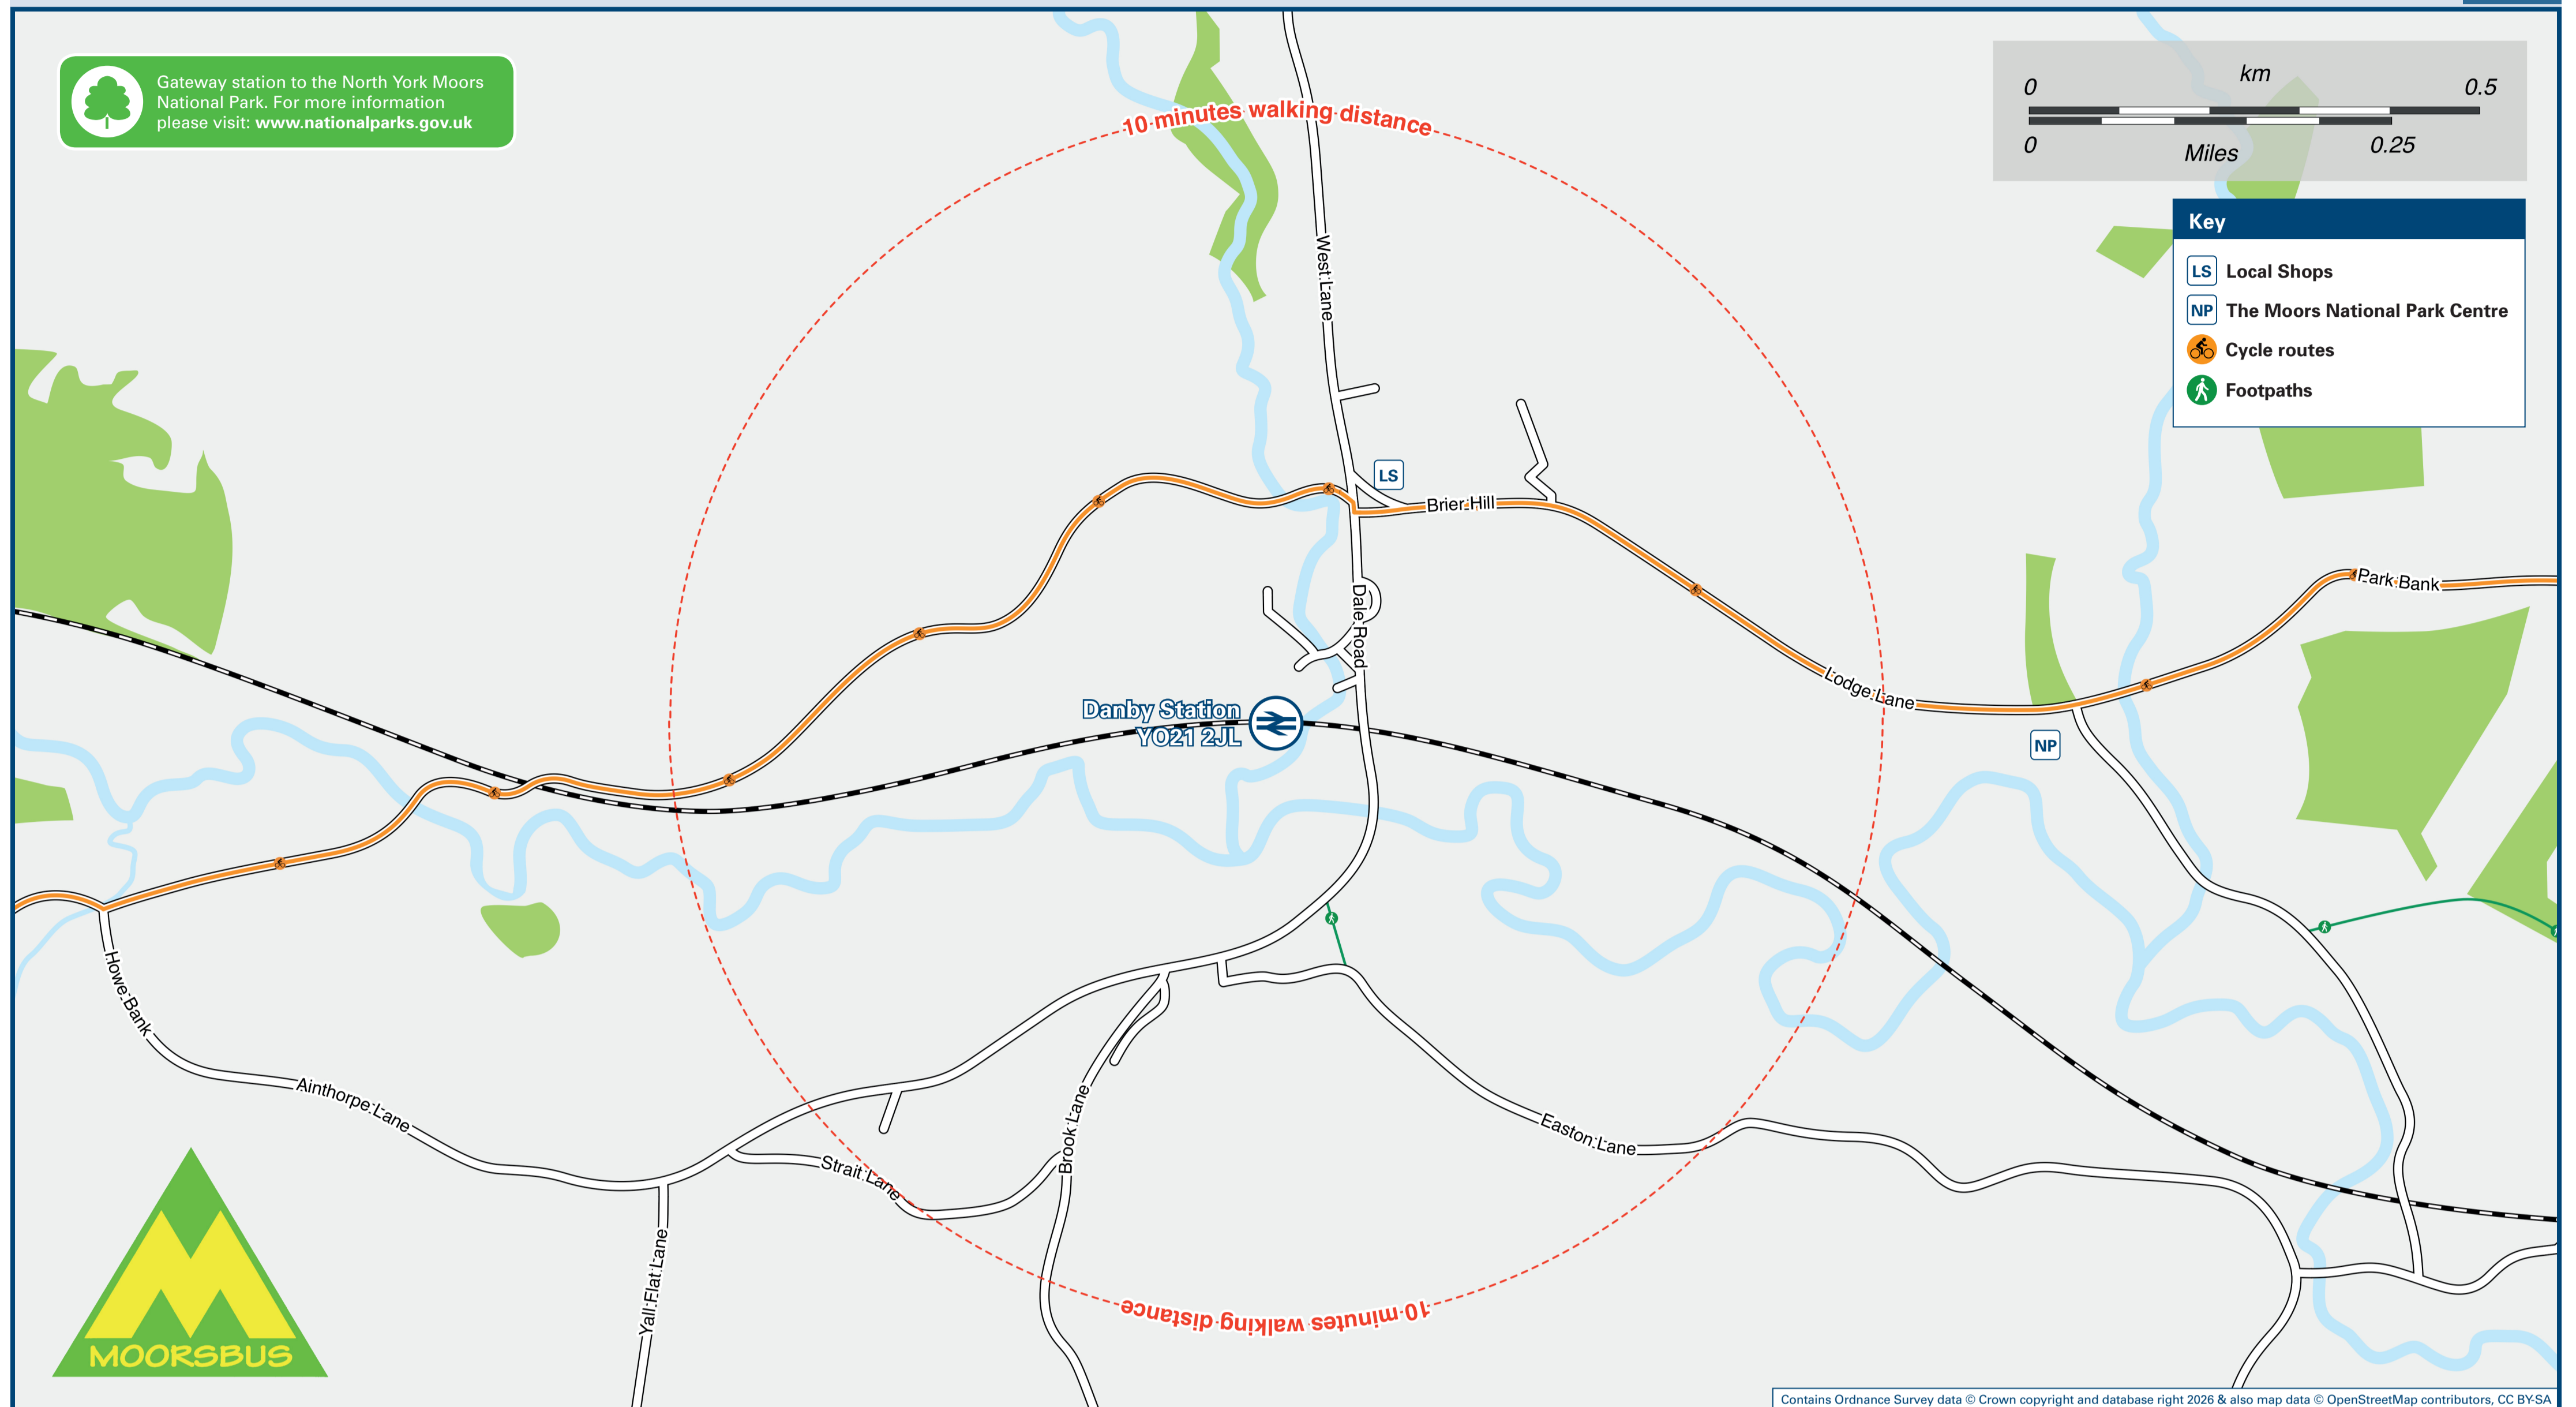 Gateway station to the North York Moors
National Park. For more information
please visit: www.nationalparks.gov.uk
10 minutes walking distance
km
0
0.5
0
0.25
Miles
Key
LS Local Shops
NP The Moors National Park Centre
Cycle routes
Footpaths
West Lane
LS
Brier Hill
Park Bank
Dale Road
Lodge Lane
Danby Station
YO21 2JL
NP
Howe Bank
Ainthorpe Lane
Brook Lane
Easton Lane
Strait Lane
Yall Flat Lane
10 minutes walking distance
MOORSBUS
Contains Ordnance Survey data © Crown copyright and database right 2026 & also map data © OpenStreetMap contributors, CC BY-SA